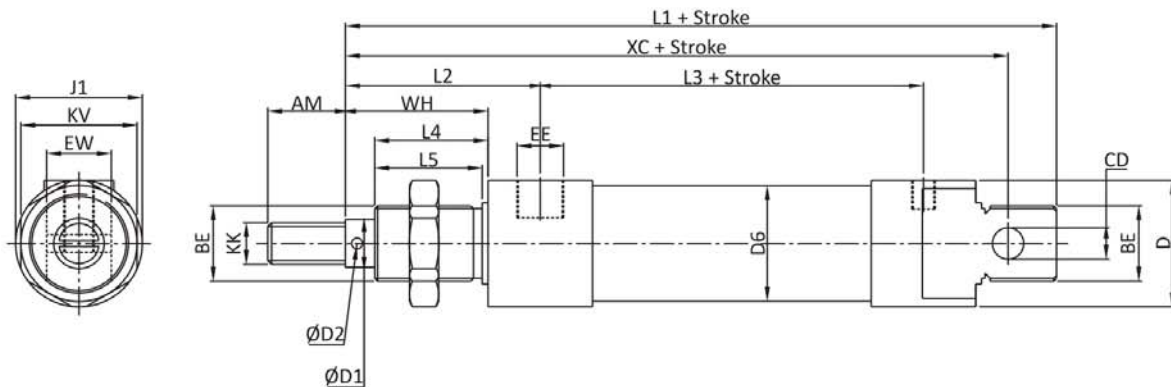 L1 + Stroke
XC + Stroke
L2
L3 + Stroke
J1
AM
WH
KV
L4
EE
EW
L5
CD
BE
KK
D6
BE
D
ØD2
ØD1